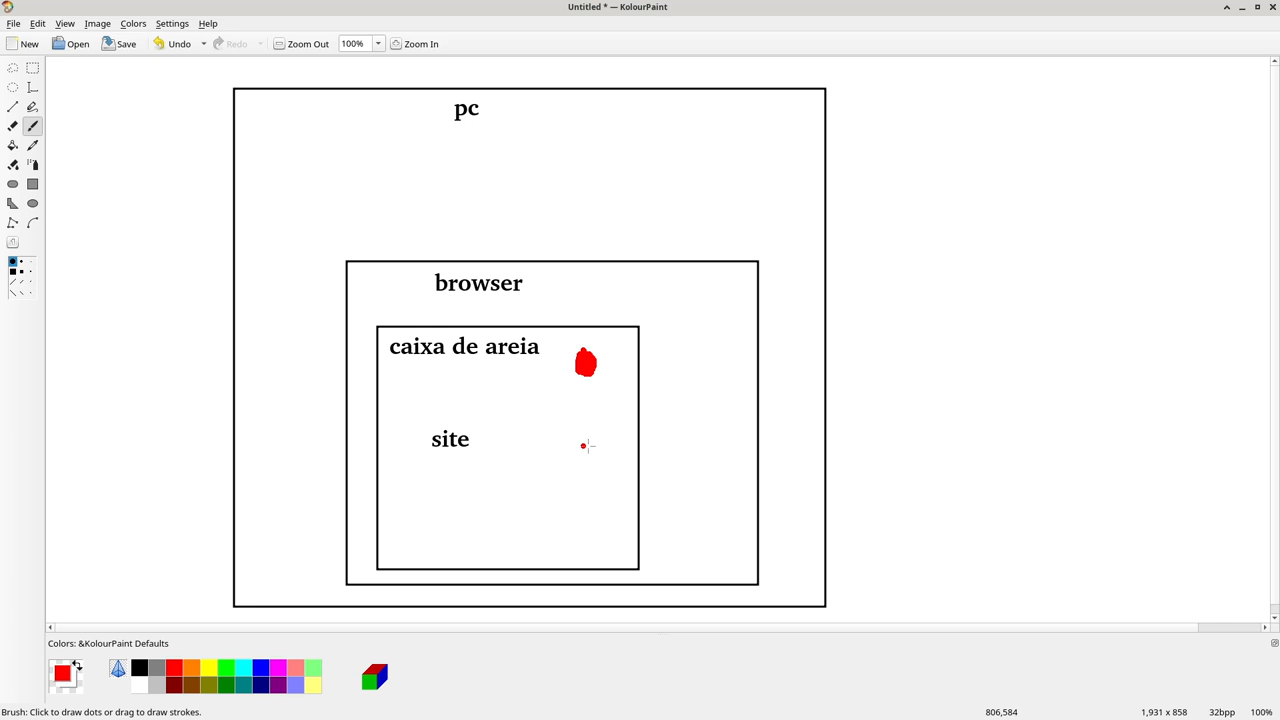 Untitled * — KolourPaint
File Edit View Image Colors Settings Help
New Open Save Undo Redo Zoom Out 100% Zoom In
pc
browser
caixa de areia
site
Colors: &KolourPaint Defaults
Brush: Click to draw dots or drag to draw strokes. 806,584 1,931 x 858 32bpp 100%